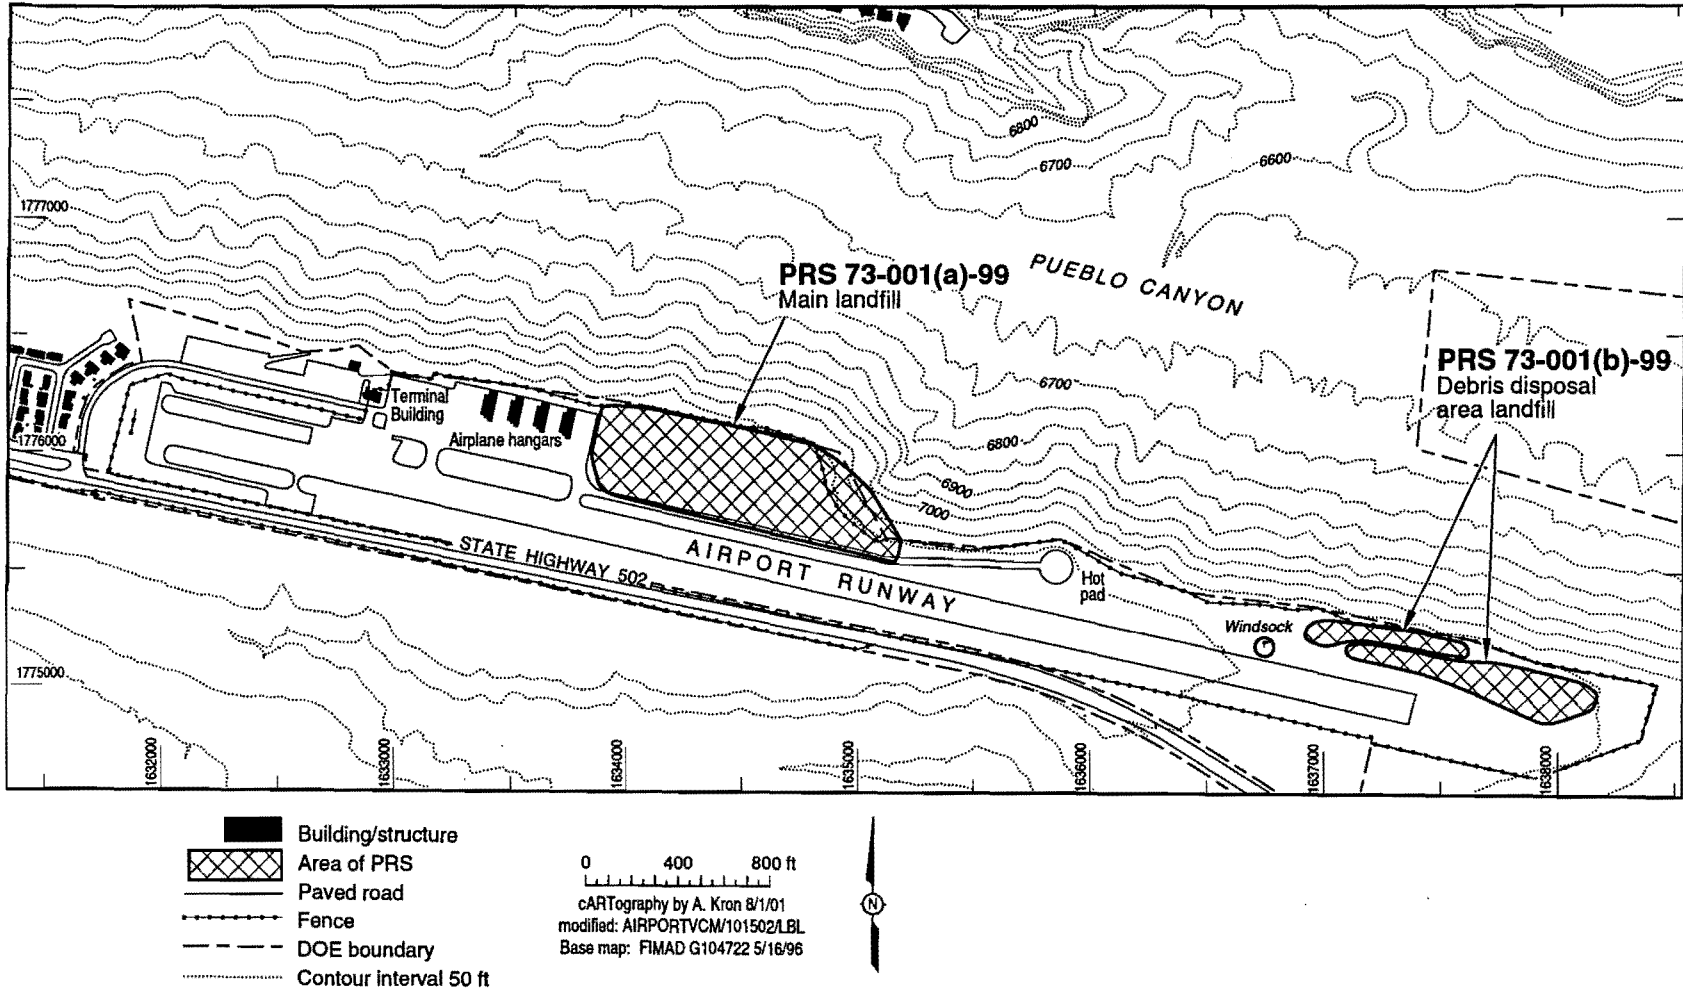 6800
6700
6600
1777000
PUEBLO CANYON
PRS 73-001(a)-99
Main landfill
PRS 73-001(b)-99
Debris disposal
area landfill
6700
Terminal
Building
1776000
Airplane hangars
6800
6900
7000
STATE HIGHWAY 502
AIRPORT RUNWAY
Hot
pad
Windsock
1775000
1632000
1633000
1634000
1635000
1636000
1637000
1638000
Building/structure
Area of PRS
Paved road
Fence
DOE boundary
Contour interval 50 ft
0 400 800 ft
cARTography by A. Kron 8/1/01
modified: AIRPORTVCM/101502/LBL
Base map: FIMAD G104722 5/16/96
N